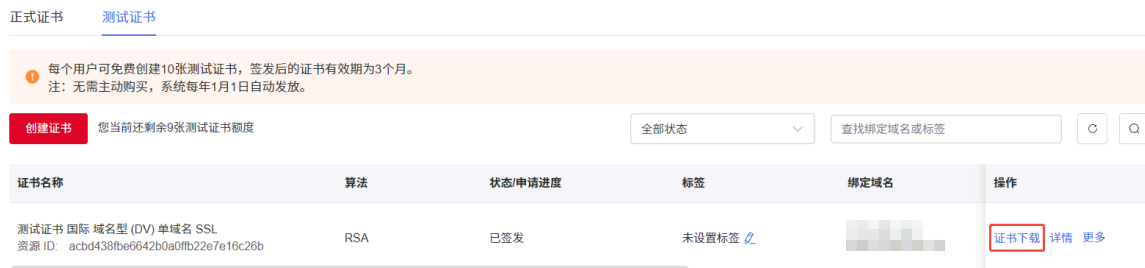 正式证书 测试证书
每个用户可免费创建10张测试证书，签发后的证书有效期为3个月。
注：无需主动购买，系统每年1月1日自动发放。
创建证书 您当前还剩余9张测试证书额度 全部状态 查找绑定域名或标签
证书名称 算法 状态/申请进度 标签 绑定域名 操作
测试证书 国际 域名型 (DV) 单域名 SSL
资源 ID: acbd438fbe6642b0a0ffb22e7e16c26b RSA 已签发 未设置标签 证书下载 详情 更多